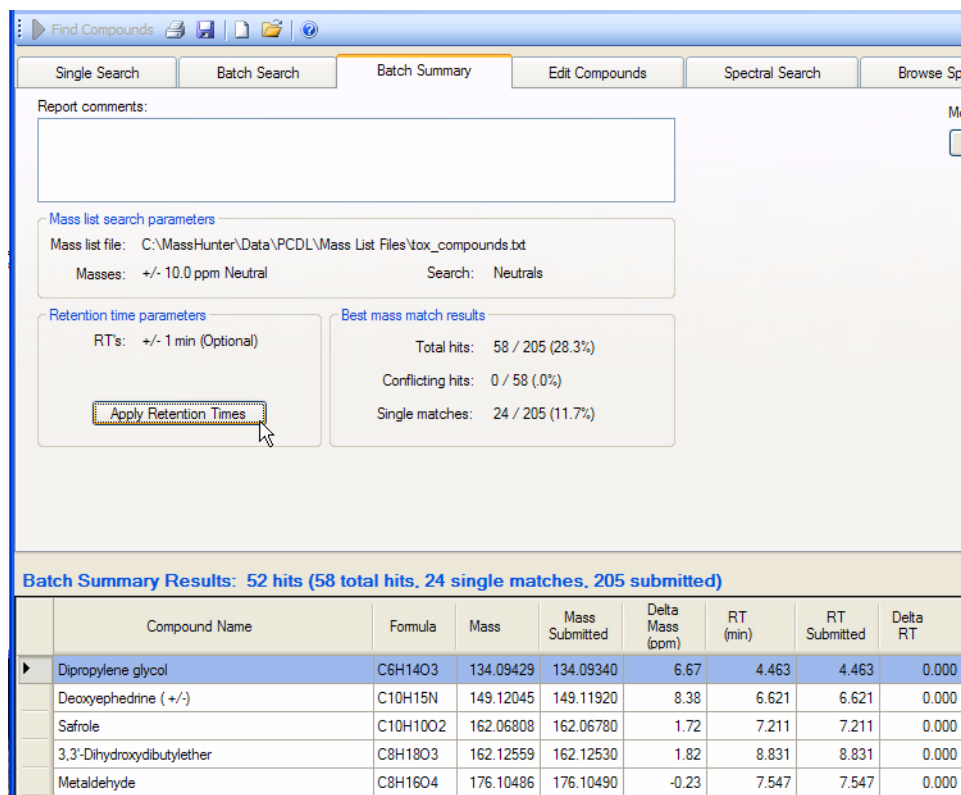 Find Compounds
Single Search Batch Search Batch Summary Edit Compounds Spectral Search Browse Sp
Report comments:
Mass list search parameters
Mass list file: C:\MassHunter\Data\PCDL\Mass List Files\tox_compounds.txt
Masses: +/- 10.0 ppm Neutral Search: Neutrals
Retention time parameters
RT's: +/- 1 min (Optional)
Apply Retention Times
Best mass match results
Total hits: 58 / 205 (28.3%)
Conflicting hits: 0 / 58 (.0%)
Single matches: 24 / 205 (11.7%)
Batch Summary Results: 52 hits (58 total hits, 24 single matches, 205 submitted)
Compound Name Formula Mass Mass Submitted Delta Mass (ppm) RT (min) RT Submitted Delta RT
Dipropylene glycol C6H14O3 134.09429 134.09340 6.67 4.463 4.463 0.000
Deoxyephedrine ( +/-) C10H15N 149.12045 149.11920 8.38 6.621 6.621 0.000
Safrole C10H10O2 162.06808 162.06780 1.72 7.211 7.211 0.000
3,3'-Dihydroxydibutylether C8H18O3 162.12559 162.12530 1.82 8.831 8.831 0.000
Metaldehyde C8H16O4 176.10486 176.10490 -0.23 7.547 7.547 0.000